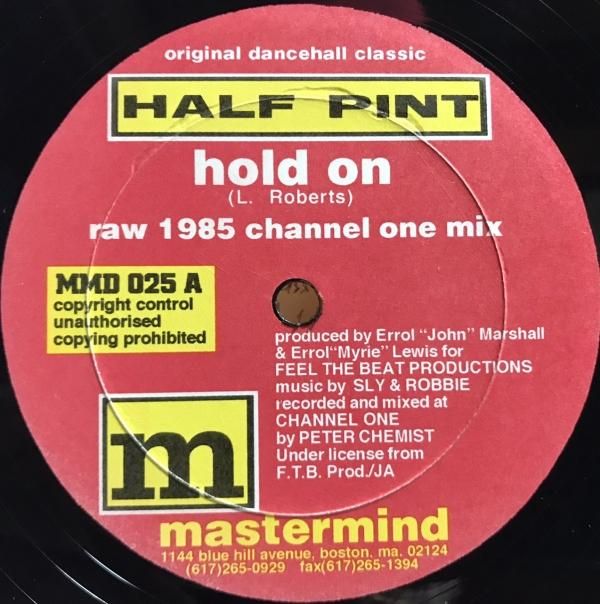 original dancehall classic
HALF PINT
hold on
(L. Roberts)
raw 1985 channel one mix
MMD 025 A
copyright control
unauthorised
copying prohibited
produced by Errol “John” Marshall
& Errol“Myrie” Lewis for
FEEL THE BEAT PRODUCTIONS
music by SLY & ROBBIE
recorded and mixed at
CHANNEL ONE
by PETER CHEMIST
Under license from
F.T.B. Prod./JA
m
mastermind
1144 blue hill avenue, boston, ma. 02124
(617)265-0929 fax(617)265-1394